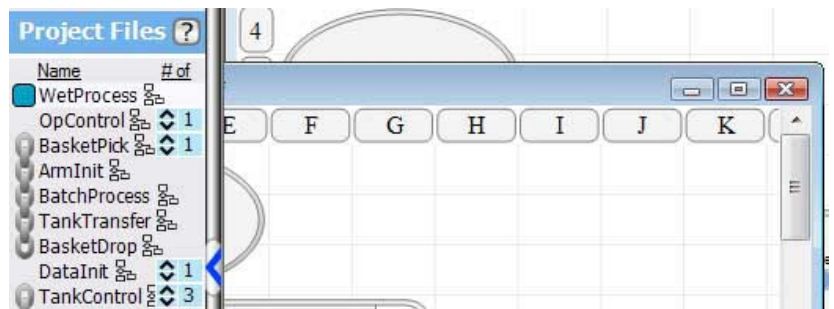 Project Files ?
4
Name # of
WetProcess
OpControl 1
E F G H I J K
BasketPick 1
ArmInit
BatchProcess
TankTransfer
BasketDrop
DataInit 1
TankControl 3